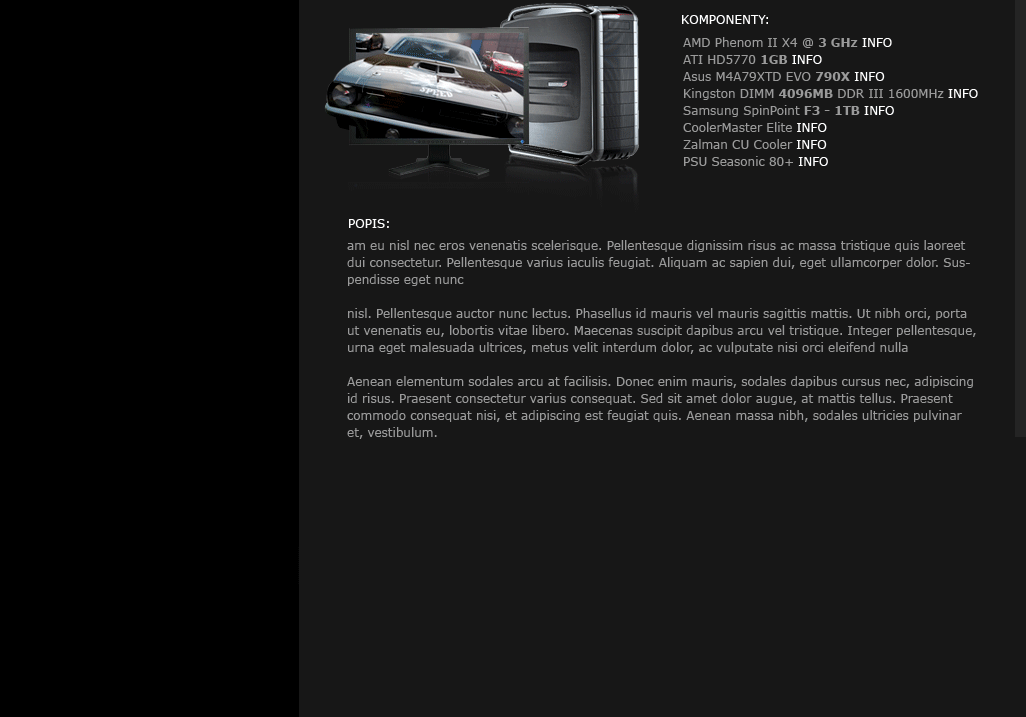 KOMPONENTY:
AMD Phenom II X4 @ 3 GHz INFO
ATI HD5770 1GB INFO
Asus M4A79XTD EVO 790X INFO
Kingston DIMM 4096MB DDR III 1600MHz INFO
Samsung SpinPoint F3 - 1TB INFO
CoolerMaster Elite INFO
Zalman CU Cooler INFO
PSU Seasonic 80+ INFO
POPIS:
am eu nisl nec eros venenatis scelerisque. Pellentesque dignissim risus ac massa tristique quis laoreet
dui consectetur. Pellentesque varius iaculis feugiat. Aliquam ac sapien dui, eget ullamcorper dolor. Sus-
pendisse eget nunc
nisl. Pellentesque auctor nunc lectus. Phasellus id mauris vel mauris sagittis mattis. Ut nibh orci, porta
ut venenatis eu, lobortis vitae libero. Maecenas suscipit dapibus arcu vel tristique. Integer pellentesque,
urna eget malesuada ultrices, metus velit interdum dolor, ac vulputate nisi orci eleifend nulla
Aenean elementum sodales arcu at facilisis. Donec enim mauris, sodales dapibus cursus nec, adipiscing
id risus. Praesent consectetur varius consequat. Sed sit amet dolor augue, at mattis tellus. Praesent
commodo consequat nisi, et adipiscing est feugiat quis. Aenean massa nibh, sodales ultricies pulvinar
et, vestibulum.